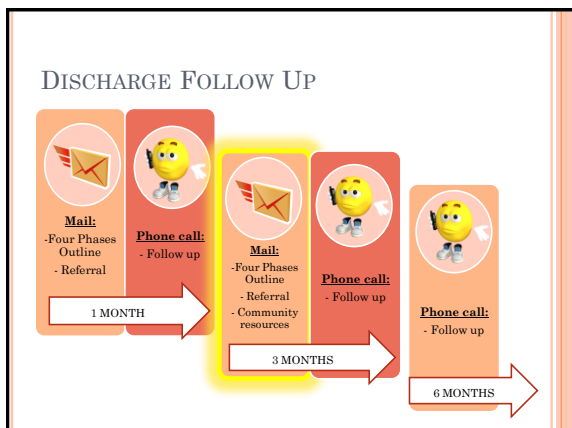 DISCHARGE FOLLOW UP
Mail:
-Four Phases
Outline
- Referral
Phone call:
- Follow up
1 MONTH
Mail:
-Four Phases
Outline
- Referral
- Community
resources
Phone call:
- Follow up
3 MONTHS
Phone call:
- Follow up
6 MONTHS